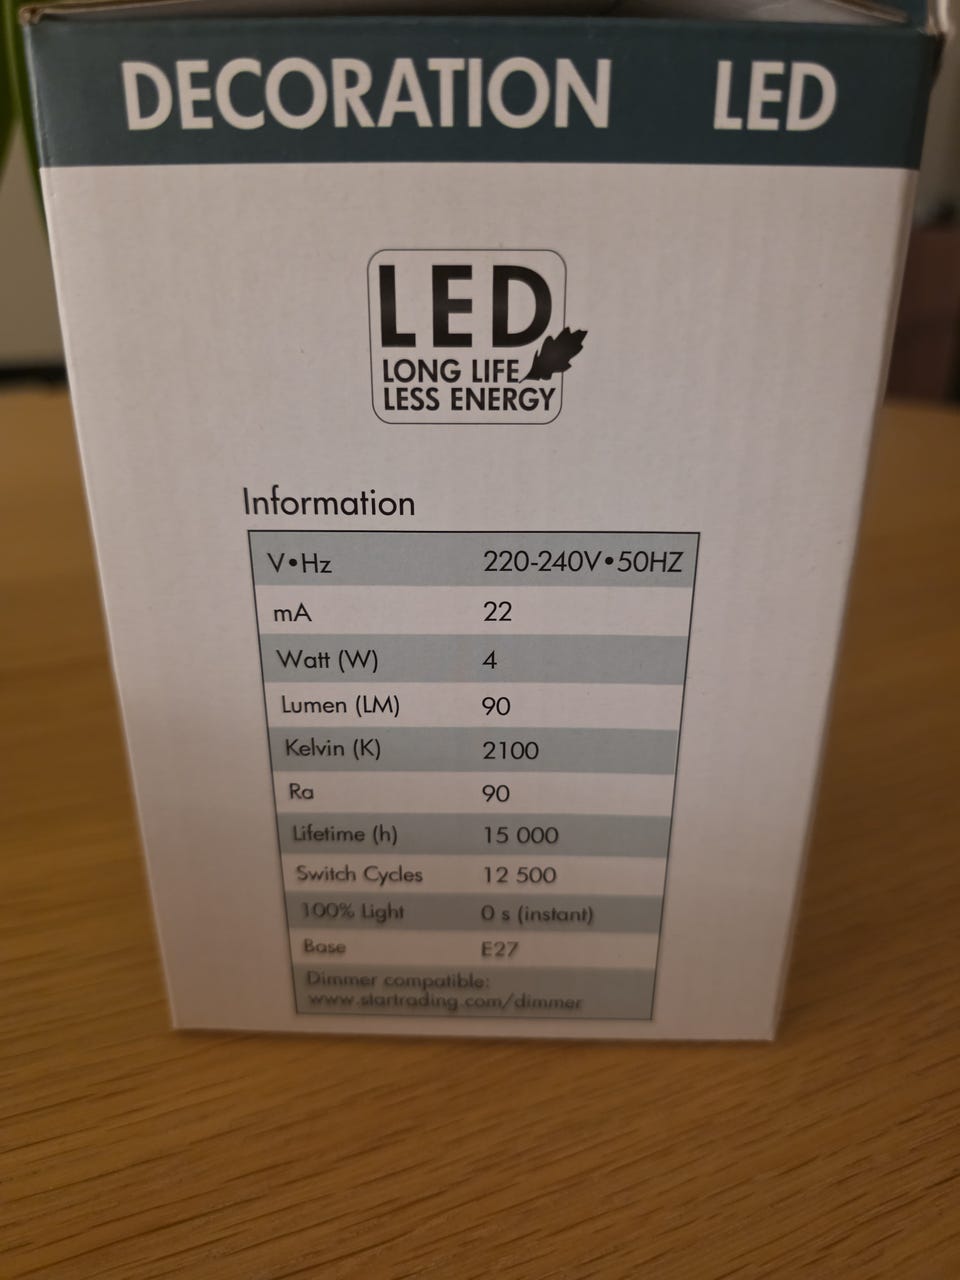 DECORATION LED
LED
LONG LIFE
LESS ENERGY
Information
V•Hz 220-240V•50HZ
mA 22
Watt (W) 4
Lumen (LM) 90
Kelvin (K) 2100
Ra 90
Lifetime (h) 15 000
Switch Cycles 12 500
100% Light 0 s (instant)
Base E27
Dimmer compatible:
www.startrading.com/dimmer